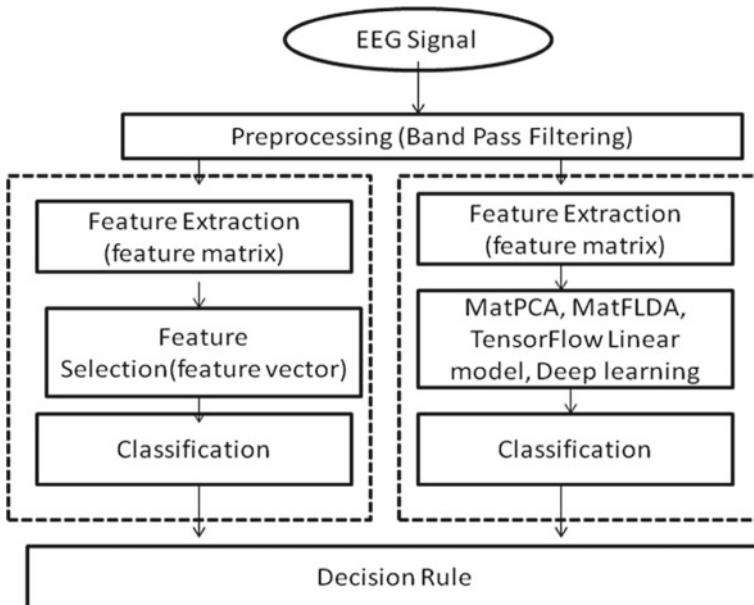 EEG Signal
Preprocessing (Band Pass Filtering)
Feature Extraction
(feature matrix)
Feature
Selection(feature vector)
Classification
Feature Extraction
(feature matrix)
MatPCA, MatFLDA,
TensorFlow Linear
model, Deep learning
Classification
Decision Rule